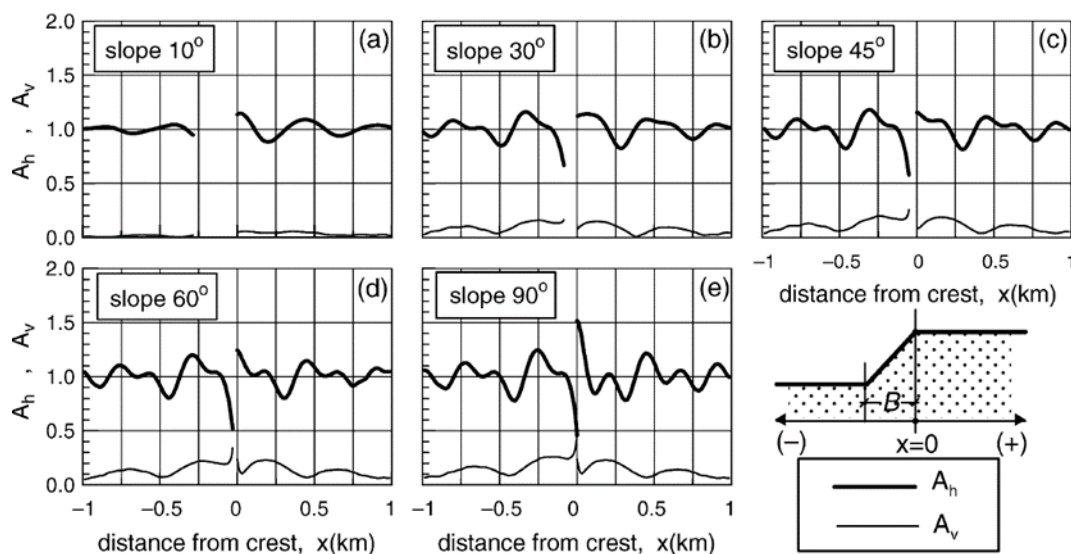 2.0
1.5
1.0
0.5
0.0
A_h , A_v
slope 10°
(a)
slope 30°
(b)
slope 45°
(c)
−1 −0.5 0 0.5 1
distance from crest, x(km)
2.0
1.5
1.0
0.5
0.0
A_h , A_v
slope 60°
(d)
−1 −0.5 0 0.5 1
distance from crest, x(km)
slope 90°
(e)
−1 −0.5 0 0.5 1
distance from crest, x(km)
B
(−) x=0 (+)
A_h
A_v